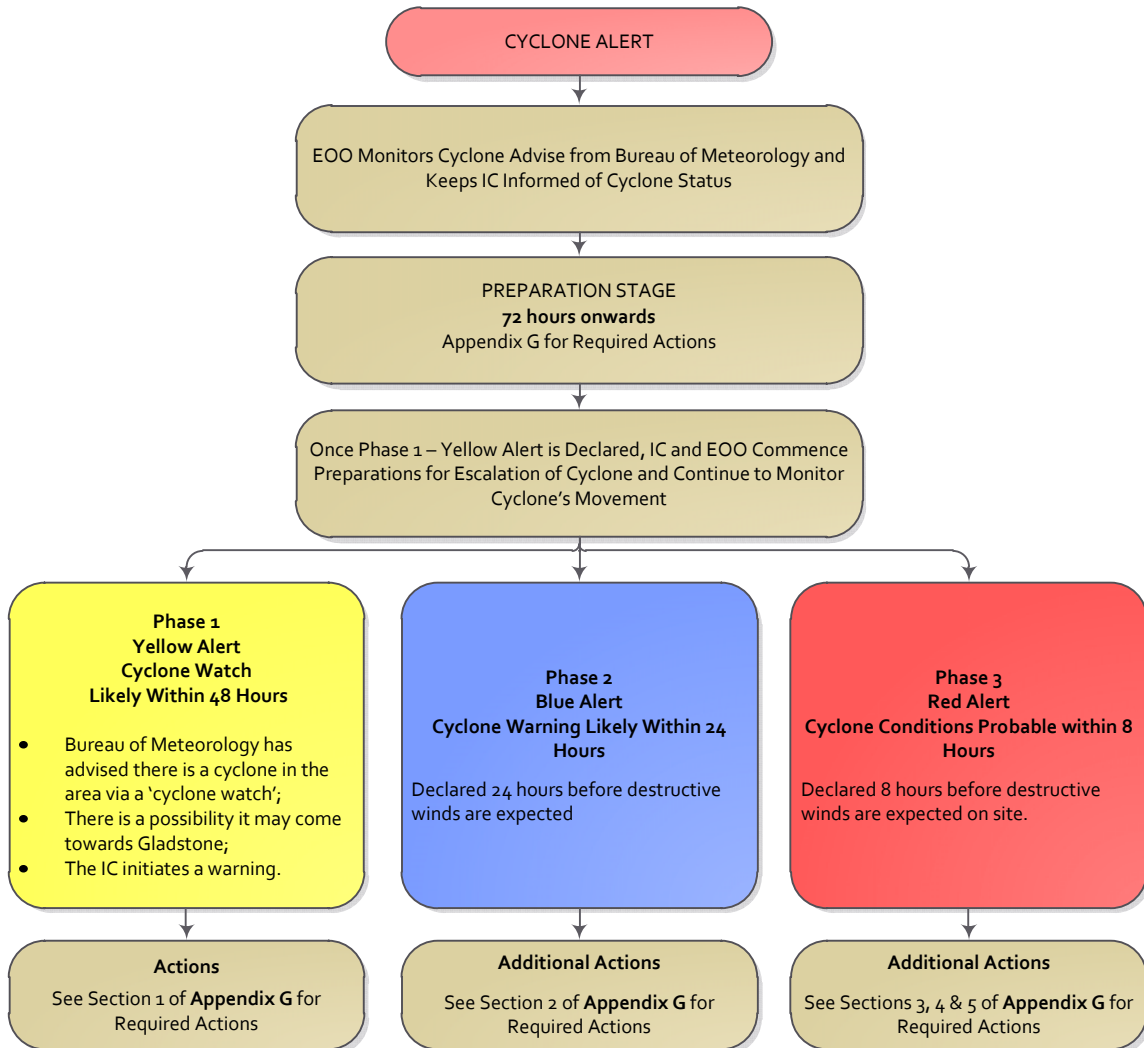 CYCLONE ALERT
EOO Monitors Cyclone Advise from Bureau of Meteorology and
Keeps IC Informed of Cyclone Status
PREPARATION STAGE
72 hours onwards
Appendix G for Required Actions
Once Phase 1 – Yellow Alert is Declared, IC and EOO Commence
Preparations for Escalation of Cyclone and Continue to Monitor
Cyclone's Movement
Phase 1
Yellow Alert
Cyclone Watch
Likely Within 48 Hours
• Bureau of Meteorology has
advised there is a cyclone in the
area via a 'cyclone watch';
• There is a possibility it may come
towards Gladstone;
• The IC initiates a warning.
Phase 2
Blue Alert
Cyclone Warning Likely Within 24
Hours
Declared 24 hours before destructive
winds are expected
Phase 3
Red Alert
Cyclone Conditions Probable within 8
Hours
Declared 8 hours before destructive
winds are expected on site.
Actions
See Section 1 of Appendix G for
Required Actions
Additional Actions
See Section 2 of Appendix G for
Required Actions
Additional Actions
See Sections 3, 4 & 5 of Appendix G for
Required Actions